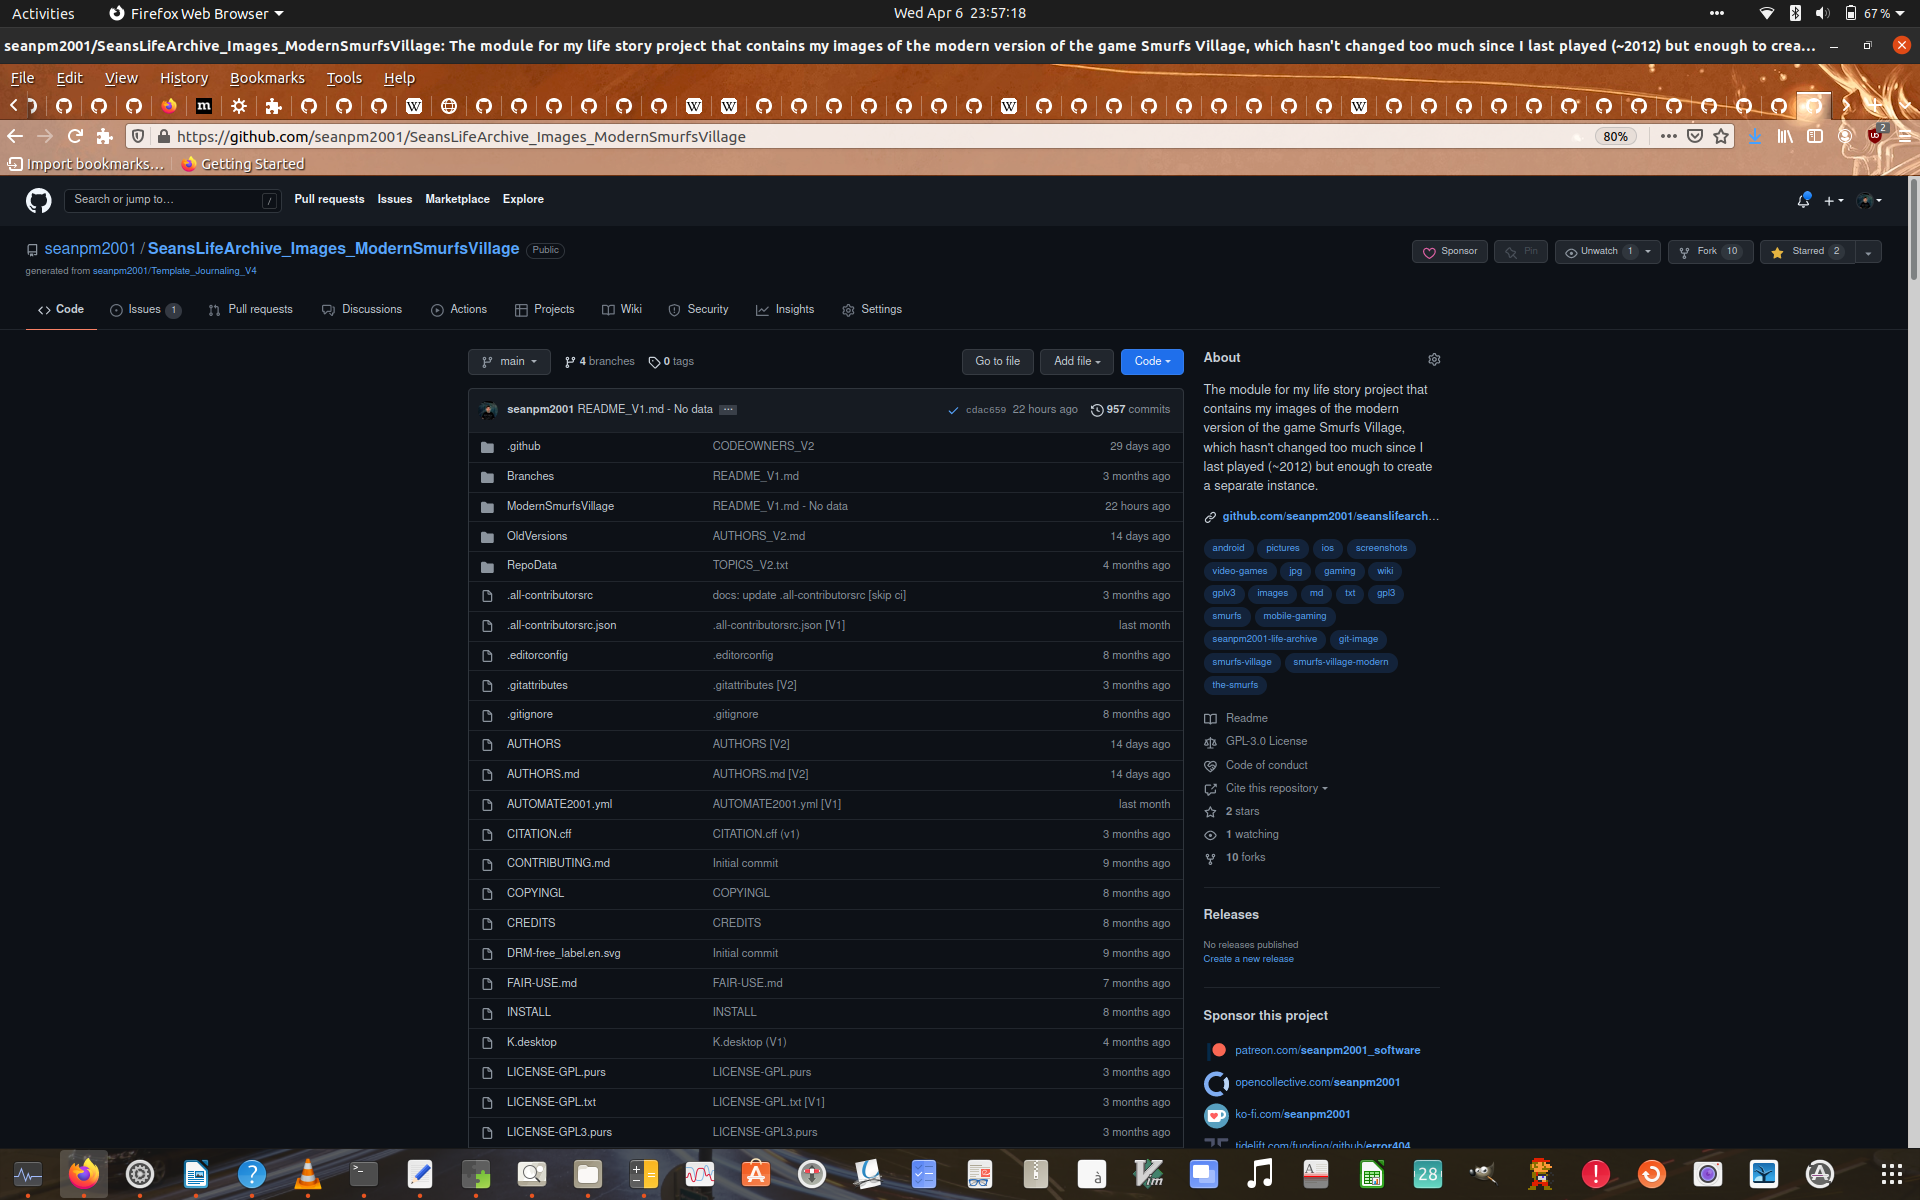 Activities Firefox Web Browser Wed Apr 6 23:57:18 67 %
seanpm2001/SeansLifeArchive_Images_ModernSmurfsVillage: The module for my life story project that contains my images of the modern version of the game Smurfs Village, which hasn't changed too much since I last played (~2012) but enough to crea...
File Edit View History Bookmarks Tools Help
https://github.com/seanpm2001/SeansLifeArchive_Images_ModernSmurfsVillage 80% 2
Import bookmarks... Getting Started
Search or jump to... / Pull requests Issues Marketplace Explore
seanpm2001 / SeansLifeArchive_Images_ModernSmurfsVillage Public Sponsor Pin Unwatch 1 Fork 10 Starred 2
generated from seanpm2001/Template_Journaling_V4
Code Issues 1 Pull requests Discussions Actions Projects Wiki Security Insights Settings
main 4 branches 0 tags Go to file Add file Code
seanpm2001 README_V1.md - No data ... cdac659 22 hours ago 957 commits
.github CODEOWNERS_V2 29 days ago
Branches README_V1.md 3 months ago
ModernSmurfsVillage README_V1.md - No data 22 hours ago
OldVersions AUTHORS_V2.md 14 days ago
RepoData TOPICS_V2.txt 4 months ago
.all-contributorsrc docs: update .all-contributorsrc [skip ci] 3 months ago
.all-contributorsrc.json .all-contributorsrc.json [V1] last month
.editorconfig .editorconfig 8 months ago
.gitattributes .gitattributes [V2] 3 months ago
.gitignore .gitignore 8 months ago
AUTHORS AUTHORS [V2] 14 days ago
AUTHORS.md AUTHORS.md [V2] 14 days ago
AUTOMATE2001.yml AUTOMATE2001.yml [V1] last month
CITATION.cff CITATION.cff (v1) 3 months ago
CONTRIBUTING.md Initial commit 9 months ago
COPYINGL COPYINGL 8 months ago
CREDITS CREDITS 8 months ago
DRM-free_label.en.svg Initial commit 9 months ago
FAIR-USE.md FAIR-USE.md 7 months ago
INSTALL INSTALL 8 months ago
K.desktop K.desktop (V1) 4 months ago
LICENSE-GPL.purs LICENSE-GPL.purs 3 months ago
LICENSE-GPL.txt LICENSE-GPL.txt [V1] 3 months ago
LICENSE-GPL3.purs LICENSE-GPL3.purs 3 months ago
About
The module for my life story project that
contains my images of the modern
version of the game Smurfs Village,
which hasn't changed too much since I
last played (~2012) but enough to create
a separate instance.
github.com/seanpm2001/seanslifearch...
android pictures ios screenshots
video-games jpg gaming wiki
gplv3 images md txt gpl3
smurfs mobile-gaming
seanpm2001-life-archive git-image
smurfs-village smurfs-village-modern
the-smurfs
Readme
GPL-3.0 License
Code of conduct
Cite this repository
2 stars
1 watching
10 forks
Releases
No releases published
Create a new release
Sponsor this project
patreon.com/seanpm2001_software
opencollective.com/seanpm2001
ko-fi.com/seanpm2001
tidelift.com/funding/github/error404
28